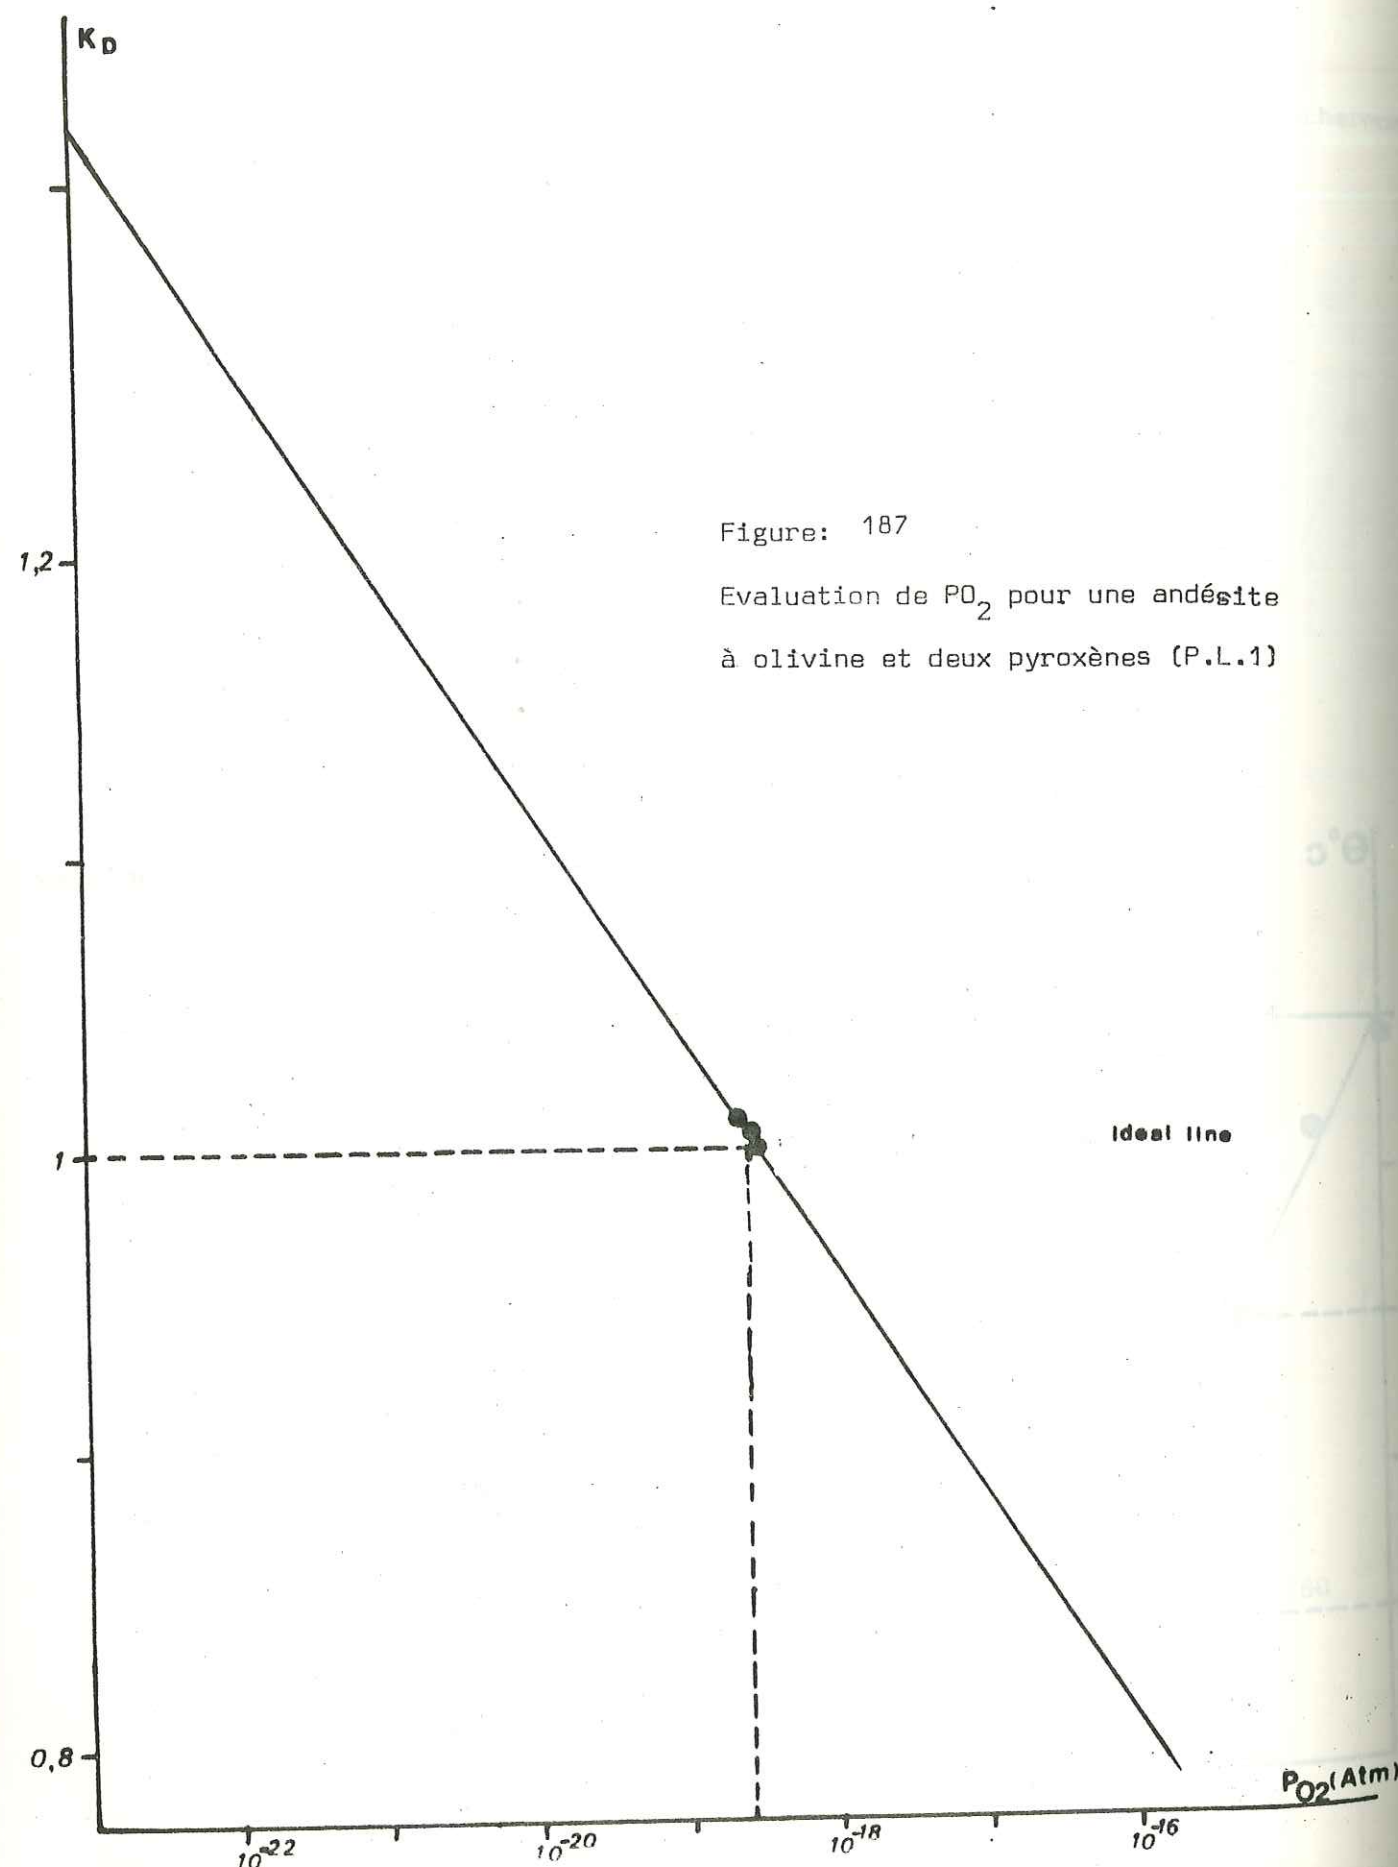 K_D
1,2
Figure: 187
Evaluation de PO₂ pour une andésite
à olivine et deux pyroxènes (P.L.1)
Ideal line
1
0,8
P_O2 (Atm)
10⁻²²
10⁻²⁰
10⁻¹⁸
10⁻¹⁶